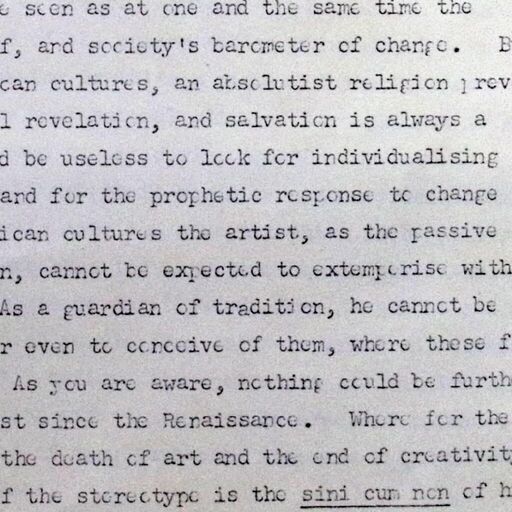 e seen as at one and the same time the
f, and society's barometer of change. B
can cultures, an absolutist religion prev
l revelation, and salvation is always a
d be useless to look for individualising
and for the prophetic response to change
ican cultures the artist, as the passive
n, cannot be expected to extemporise with
As a guardian of tradition, he cannot be
r even to conceive of them, where these f
As you are aware, nothing could be furth
st since the Renaissance. Where for the
the death of art and the end of creativity
f the stereotype is the sini cum non of h